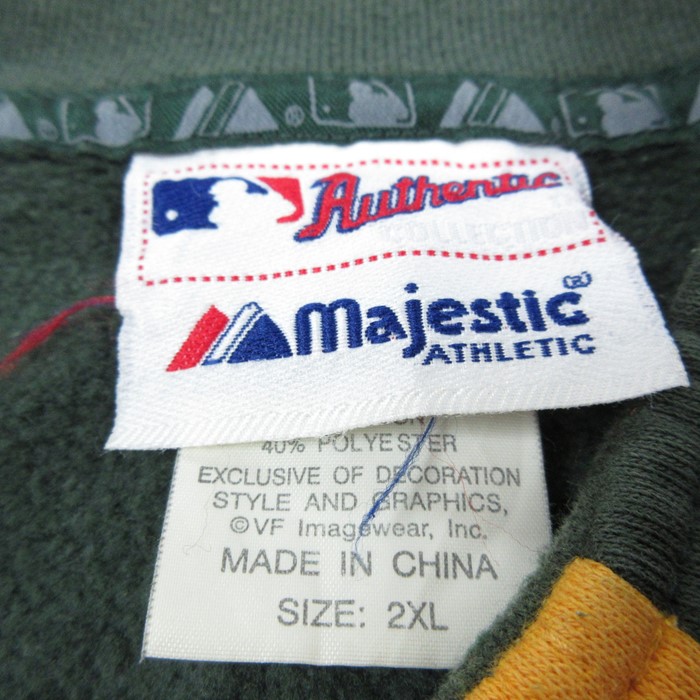 Authentic
COLLECTION
Majestic®
ATHLETIC
40% POLYESTER
EXCLUSIVE OF DECORATION
STYLE AND GRAPHICS,
©VF Imagewear, Inc.
MADE IN CHINA
SIZE: 2XL